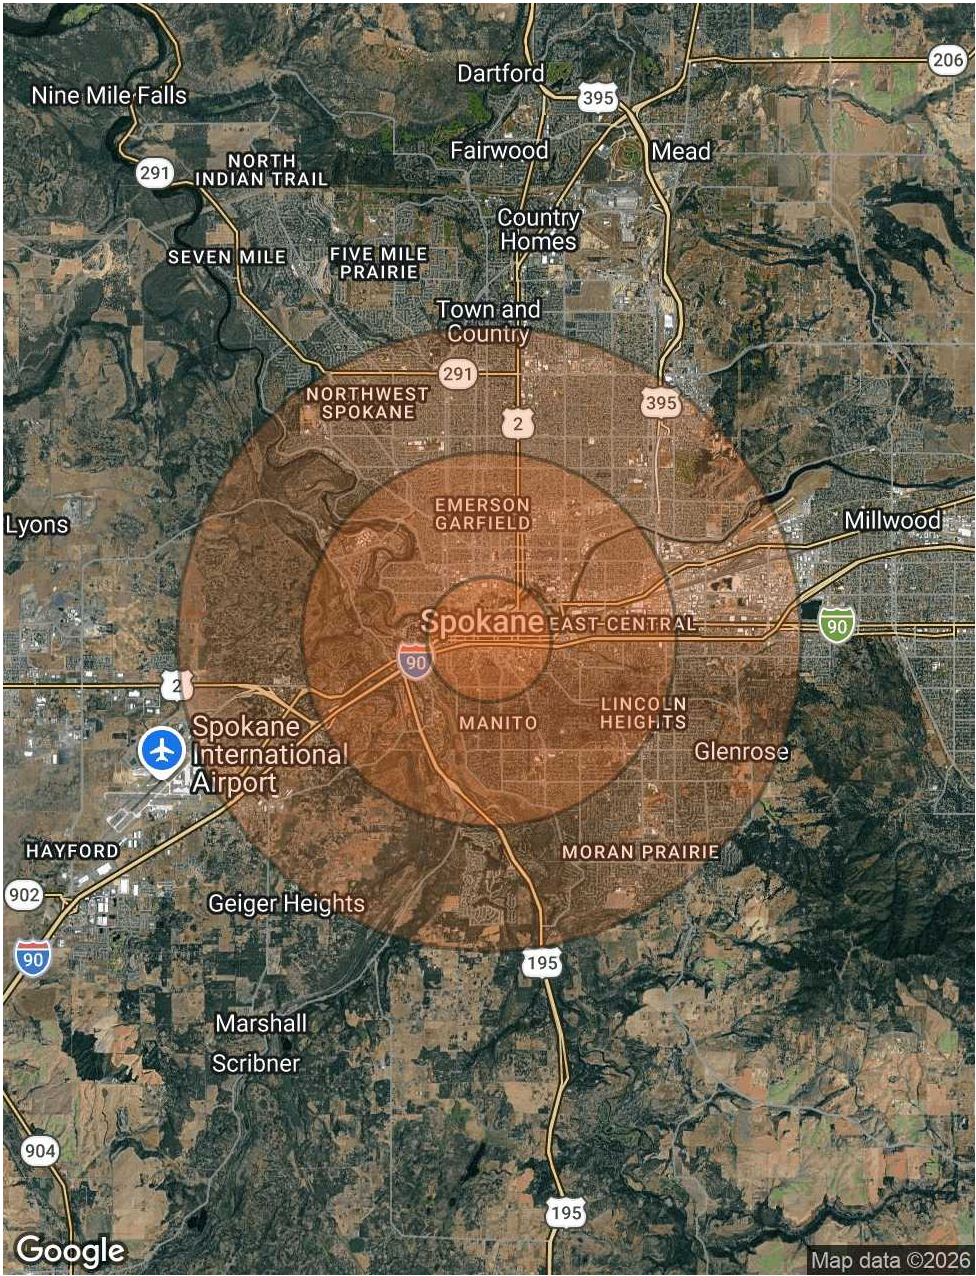 206
Dartford
395
Nine Mile Falls
Fairwood
Mead
NORTH
INDIAN TRAIL
291
Country
Homes
SEVEN MILE
FIVE MILE
PRAIRIE
Town and
Country
291
NORTHWEST
SPOKANE
395
2
EMERSON
GARFIELD
Lyons
Millwood
Spokane
EAST CENTRAL
90
90
2
LINCOLN
HEIGHTS
MANITO
Spokane
International
Airport
Glenrose
HAYFORD
MORAN PRAIRIE
902
Geiger Heights
90
195
Marshall
Scribner
904
195
Google
Map data ©2026